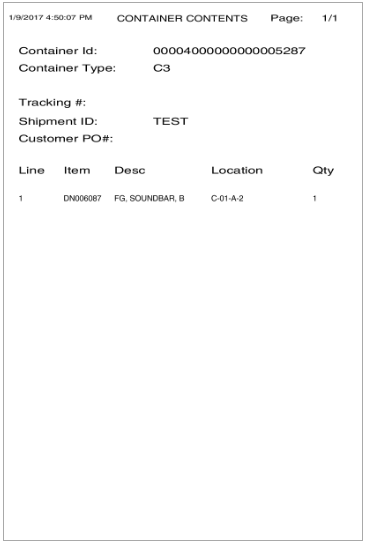 1/9/2017 4:50:07 PM CONTAINER CONTENTS Page: 1/1
Container Id: 00004000000000005287
Container Type: C3
Tracking #:
Shipment ID: TEST
Customer PO#:
Line Item Desc Location Qty
1 DN006087 FG, SOUNDBAR, B C-01-A-2 1